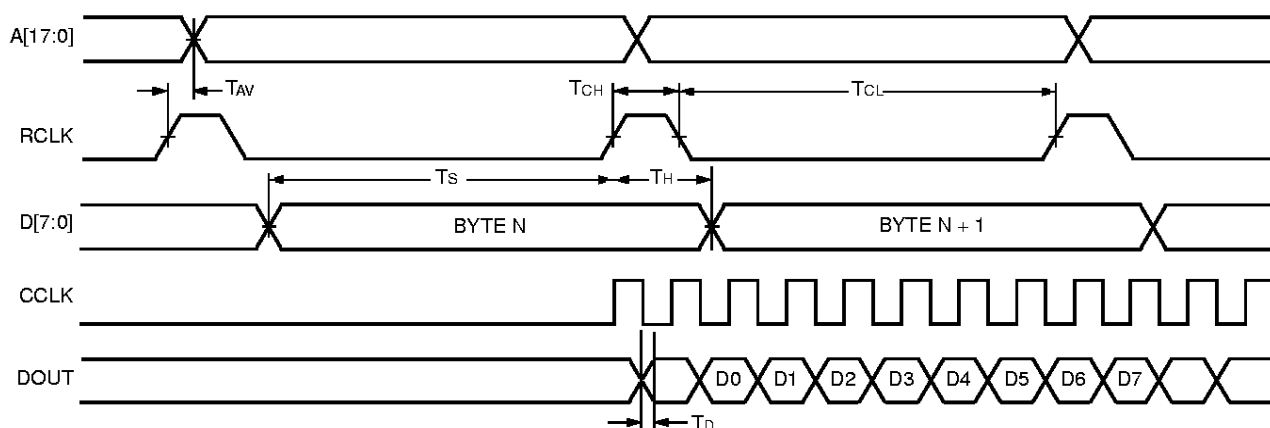 A[17:0]
TAV
TCH
TCL
RCLK
TS
TH
D[7:0]
BYTE N
BYTE N + 1
CCLK
DOUT
D0
D1
D2
D3
D4
D5
D6
D7
TD